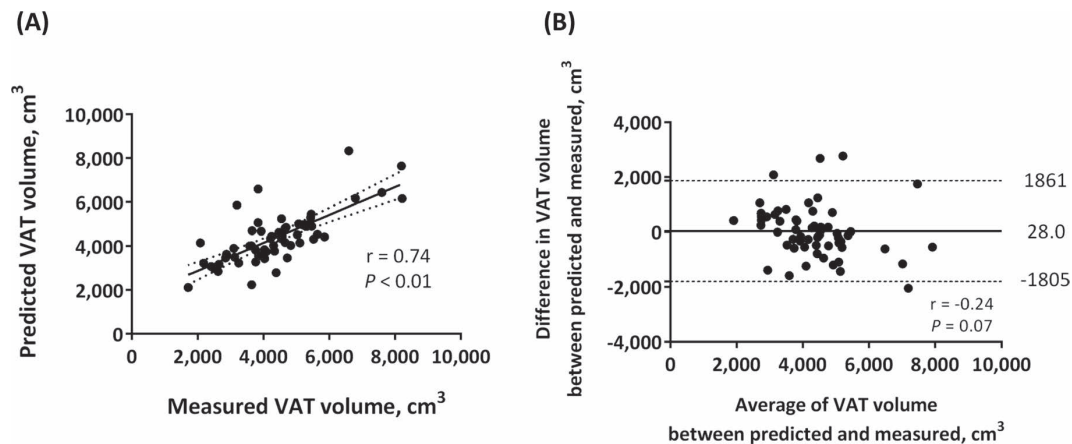 (A)
Predicted VAT volume, cm³
10,000
8,000
6,000
4,000
2,000
0
0 2,000 4,000 6,000 8,000 10,000
r = 0.74
P < 0.01
Measured VAT volume, cm³
(B)
Difference in VAT volume
between predicted and measured, cm³
4,000
2,000
0
-2,000
-4,000
0 2,000 4,000 6,000 8,000 10,000
1861
28.0
-1805
r = -0.24
P = 0.07
Average of VAT volume
between predicted and measured, cm³